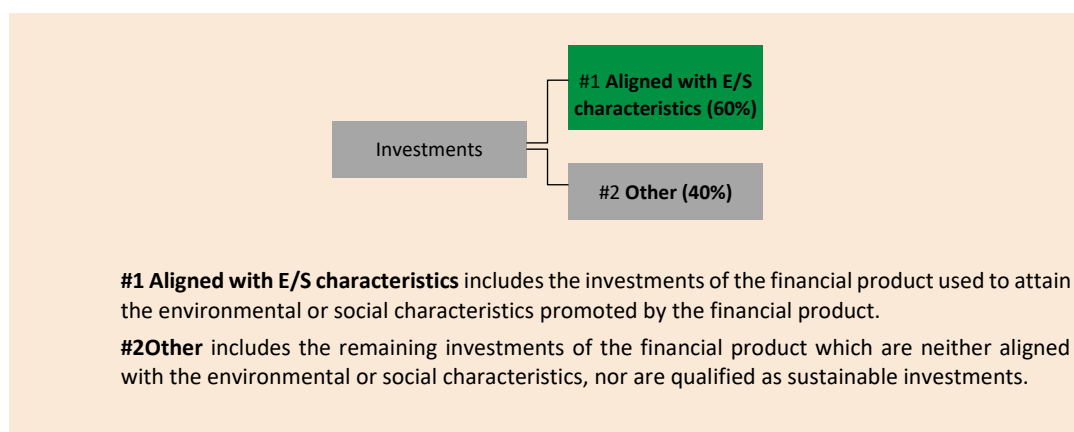 #1 Aligned with E/S
characteristics (60%)
Investments
#2 Other (40%)
#1 Aligned with E/S characteristics includes the investments of the financial product used to attain
the environmental or social characteristics promoted by the financial product.
#2Other includes the remaining investments of the financial product which are neither aligned
with the environmental or social characteristics, nor are qualified as sustainable investments.